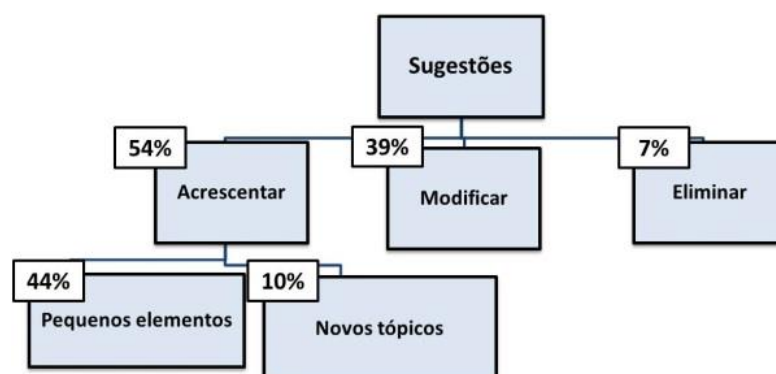 Sugestões
54%
Acrescentar
39%
Modificar
7%
Eliminar
44%
Pequenos elementos
10%
Novos tópicos